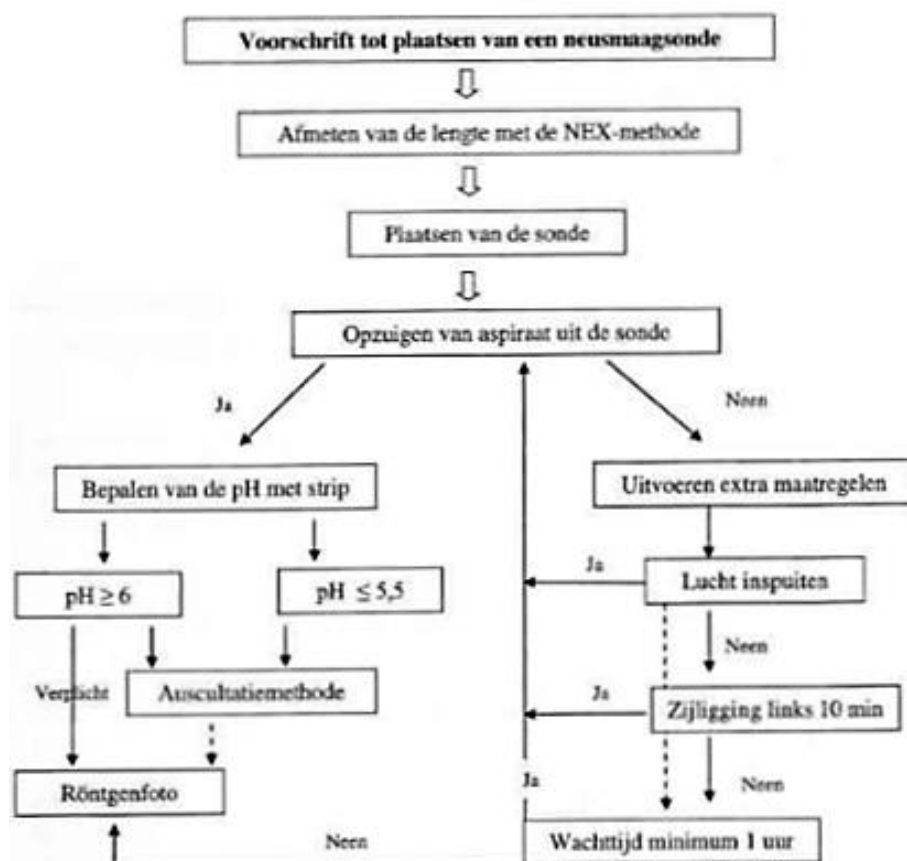 Voorschrift tot plaatsen van een neusmaagsonde
Afmeten van de lengte met de NEX-methode
Plaatsen van de sonde
Opzuigen van aspiraat uit de sonde
Ja
Neen
Bepalen van de pH met strip
Uitvoeren extra maatregelen
pH ≥ 6
pH ≤ 5,5
Ja
Lucht inspuiten
Neen
Verplicht
Auscultatiemethode
Ja
Zijligging links 10 min
Röntgenfoto
Ja
Neen
Neen
Wachttijd minimum 1 uur